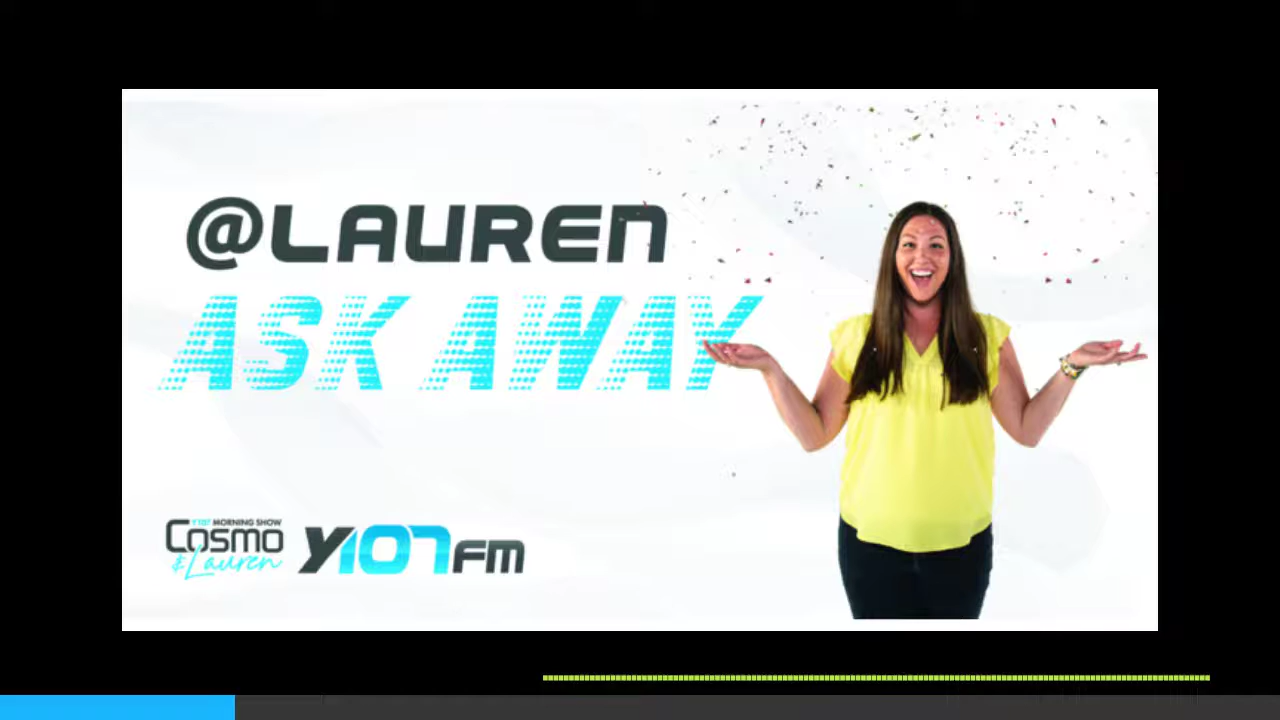 @LAUREN
ASK AWAY
Y107 MORNING SHOW
COSMO
& Lauren
Y107FM